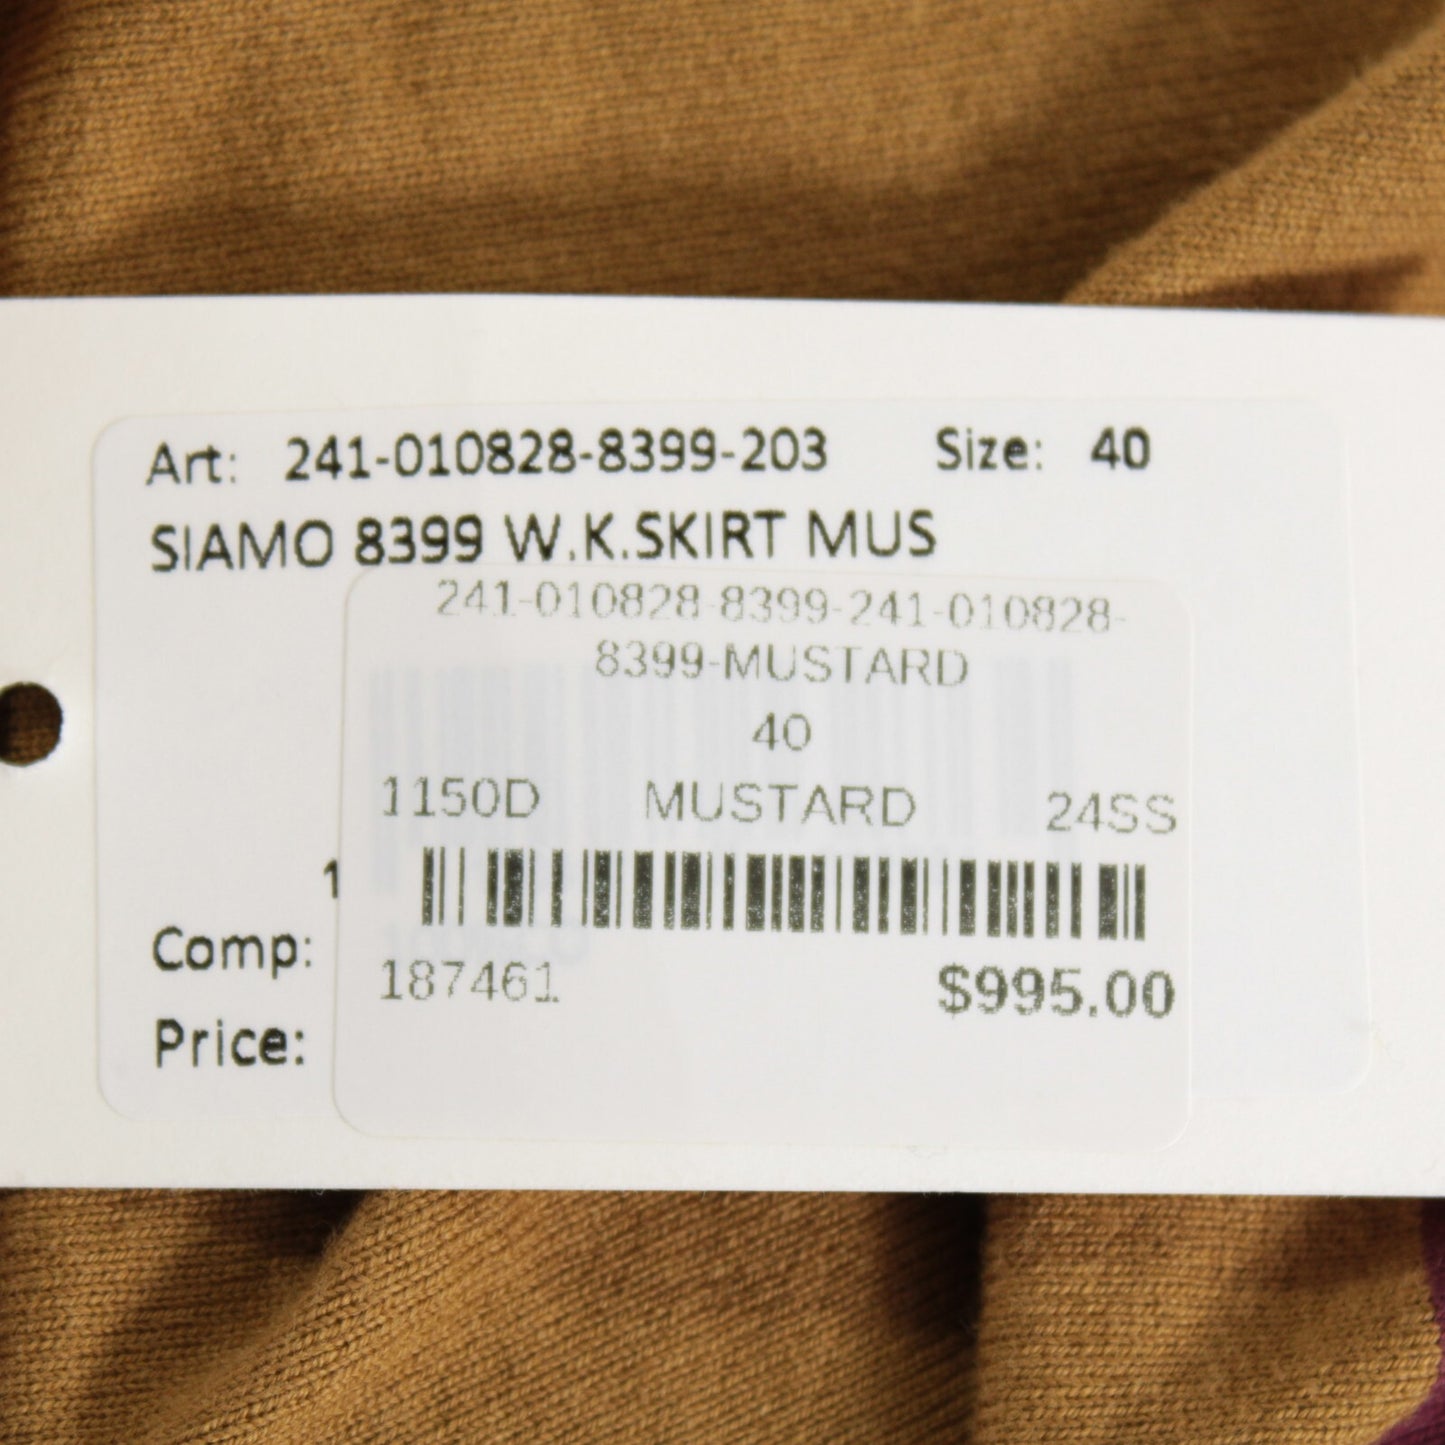 Art: 241-010828-8399-203 Size: 40
SIAMO 8399 W.K.SKIRT MUS
241-010828-8399-241-010828-
8399-MUSTARD
40
1150D MUSTARD 24SS
1
Comp:
187461 $995.00
Price: